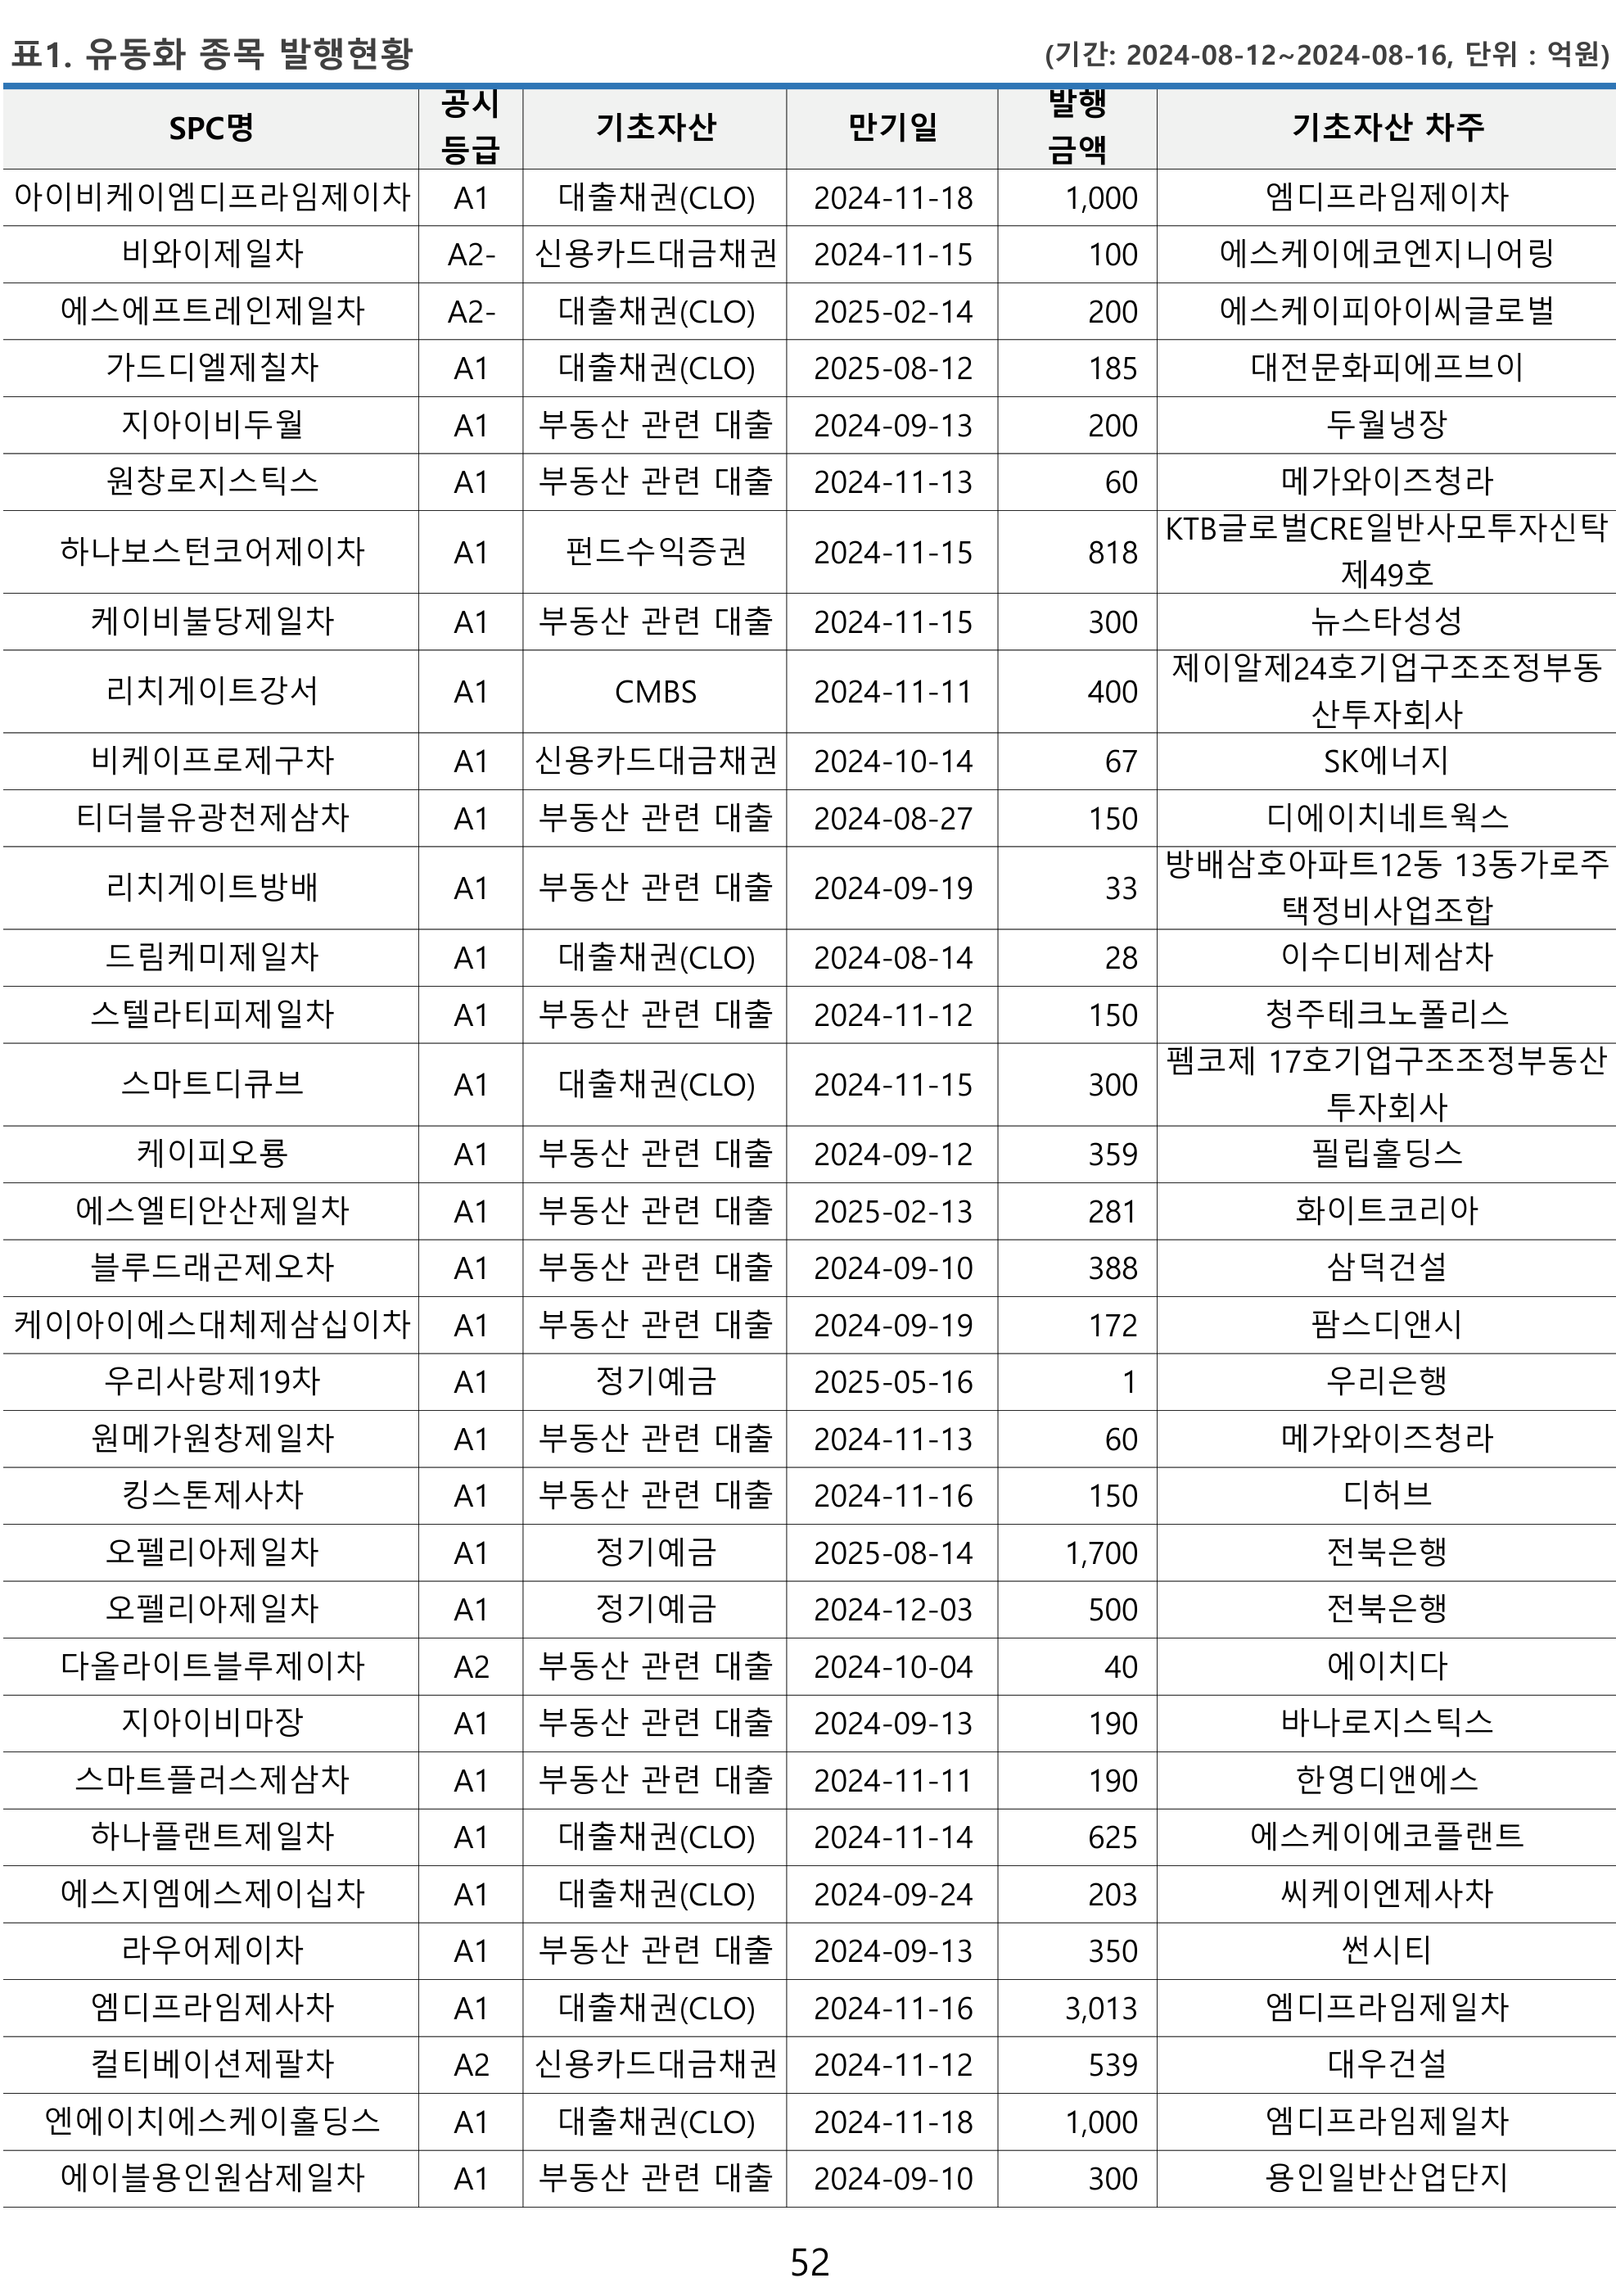 표1. 유동화 종목 발행현황 (기간: 2024-08-12~2024-08-16, 단위 : 억원)
SPC명 공시 등급 기초자산 만기일 발행 금액 기초자산 차주
아이비케이엠디프라임제이차 A1 대출채권(CLO) 2024-11-18 1,000 엠디프라임제이차
비와이제일차 A2- 신용카드대금채권 2024-11-15 100 에스케이에코엔지니어링
에스에프트레인제일차 A2- 대출채권(CLO) 2025-02-14 200 에스케이피아이씨글로벌
가드디엘제칠차 A1 대출채권(CLO) 2025-08-12 185 대전문화피에프브이
지아이비두월 A1 부동산 관련 대출 2024-09-13 200 두월냉장
원창로지스틱스 A1 부동산 관련 대출 2024-11-13 60 메가와이즈청라
하나보스턴코어제이차 A1 펀드수익증권 2024-11-15 818 KTB글로벌CRE일반사모투자신탁
제49호
케이비불당제일차 A1 부동산 관련 대출 2024-11-15 300 뉴스타성성
리치게이트강서 A1 CMBS 2024-11-11 400 제이알제24호기업구조조정부동
산투자회사
비케이프로제구차 A1 신용카드대금채권 2024-10-14 67 SK에너지
티더블유광천제삼차 A1 부동산 관련 대출 2024-08-27 150 디에이치네트웍스
리치게이트방배 A1 부동산 관련 대출 2024-09-19 33 방배삼호아파트12동 13동가로주
택정비사업조합
드림케미제일차 A1 대출채권(CLO) 2024-08-14 28 이수디비제삼차
스텔라티피제일차 A1 부동산 관련 대출 2024-11-12 150 청주테크노폴리스
스마트디큐브 A1 대출채권(CLO) 2024-11-15 300 펨코제 17호기업구조조정부동산
투자회사
케이피오룡 A1 부동산 관련 대출 2024-09-12 359 필립홀딩스
에스엘티안산제일차 A1 부동산 관련 대출 2025-02-13 281 화이트코리아
블루드래곤제오차 A1 부동산 관련 대출 2024-09-10 388 삼덕건설
케이아이에스대체제삼십이차 A1 부동산 관련 대출 2024-09-19 172 팜스디앤시
우리사랑제19차 A1 정기예금 2025-05-16 1 우리은행
원메가원창제일차 A1 부동산 관련 대출 2024-11-13 60 메가와이즈청라
킹스톤제사차 A1 부동산 관련 대출 2024-11-16 150 디허브
오펠리아제일차 A1 정기예금 2025-08-14 1,700 전북은행
오펠리아제일차 A1 정기예금 2024-12-03 500 전북은행
다올라이트블루제이차 A2 부동산 관련 대출 2024-10-04 40 에이치다
지아이비마장 A1 부동산 관련 대출 2024-09-13 190 바나로지스틱스
스마트플러스제삼차 A1 부동산 관련 대출 2024-11-11 190 한영디앤에스
하나플랜트제일차 A1 대출채권(CLO) 2024-11-14 625 에스케이에코플랜트
에스지엠에스제이십차 A1 대출채권(CLO) 2024-09-24 203 씨케이엔제사차
라우어제이차 A1 부동산 관련 대출 2024-09-13 350 썬시티
엠디프라임제사차 A1 대출채권(CLO) 2024-11-16 3,013 엠디프라임제일차
컬티베이션제팔차 A2 신용카드대금채권 2024-11-12 539 대우건설
엔에이치에스케이홀딩스 A1 대출채권(CLO) 2024-11-18 1,000 엠디프라임제일차
에이블용인원삼제일차 A1 부동산 관련 대출 2024-09-10 300 용인일반산업단지
52